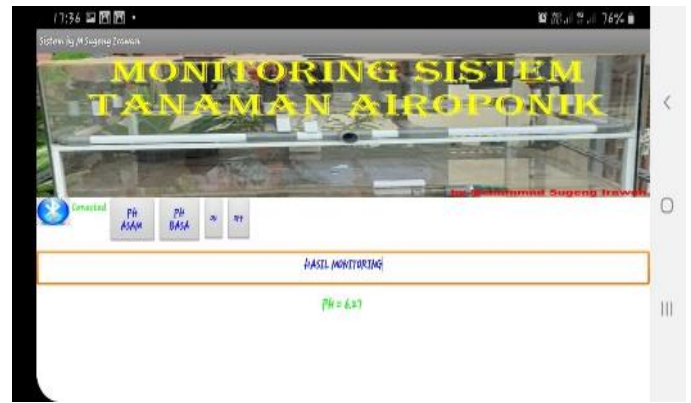 17:36 76%
Sistem by M Sugeng Irawan
MONITORING SISTEM
TANAMAN AIROPONIK
by Muhammad Sugeng Irawan
Connected
PH
ASAM
PH
BASA
HASIL MONITORING
PH = 6.27